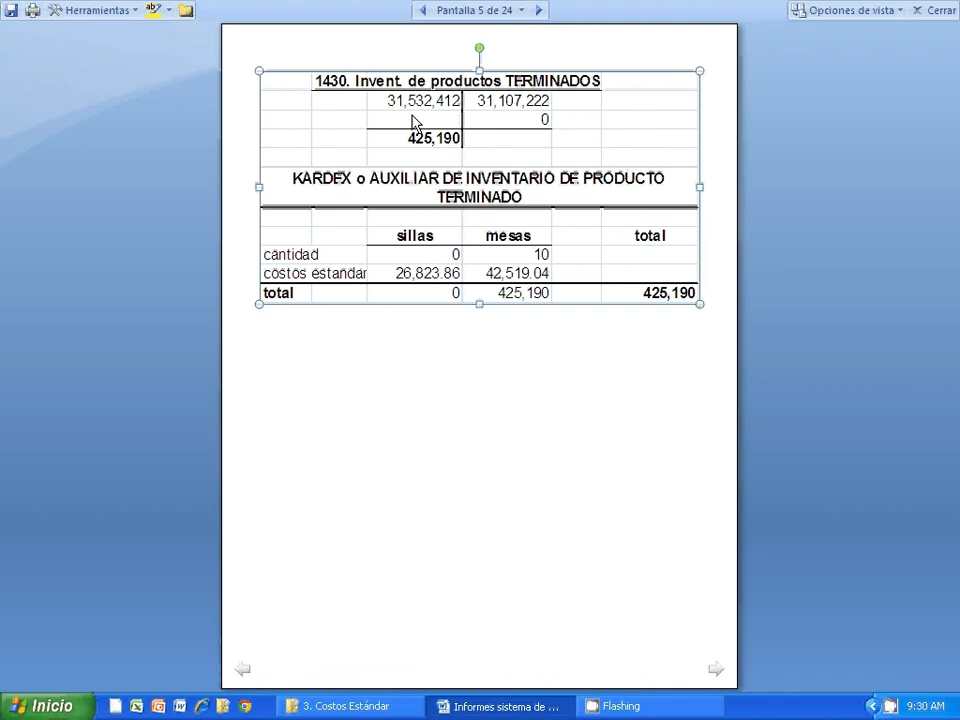 Herramientas
Pantalla 5 de 24
Opciones de vista
Cerrar
1430. Invent. de productos TERMINADOS
31,532,412 31,107,222
0
425,190
KARDEX o AUXILIAR DE INVENTARIO DE PRODUCTO
TERMINADO
sillas mesas total
cantidad 0 10
costos estandar 26,823.86 42,519.04
total 0 425,190 425,190
Inicio
3. Costos Estándar
Informes sistema de ...
Flashing
9:30 AM